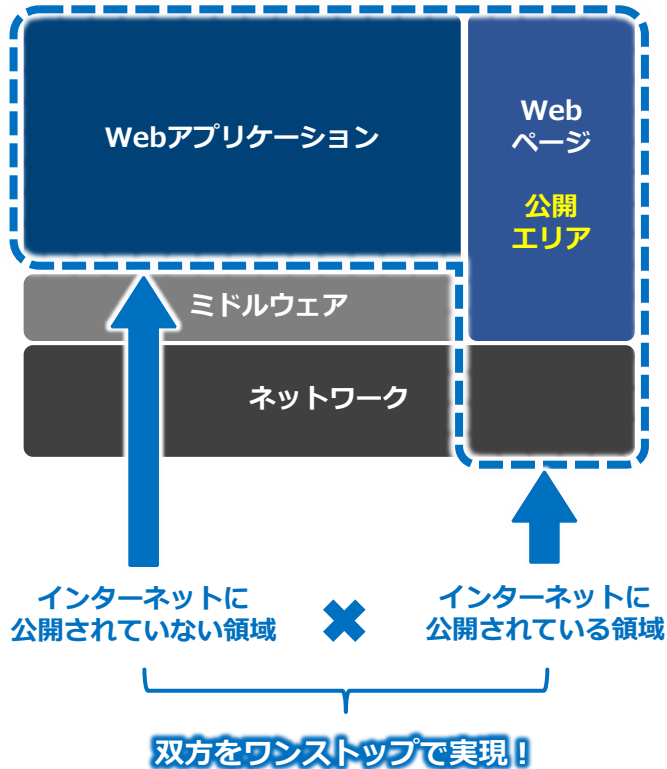 Webアプリケーション
Web
ページ
公開
エリア
ミドルウェア
ネットワーク
インターネットに
公開されていない領域
インターネットに
公開されている領域
双方をワンストップで実現！